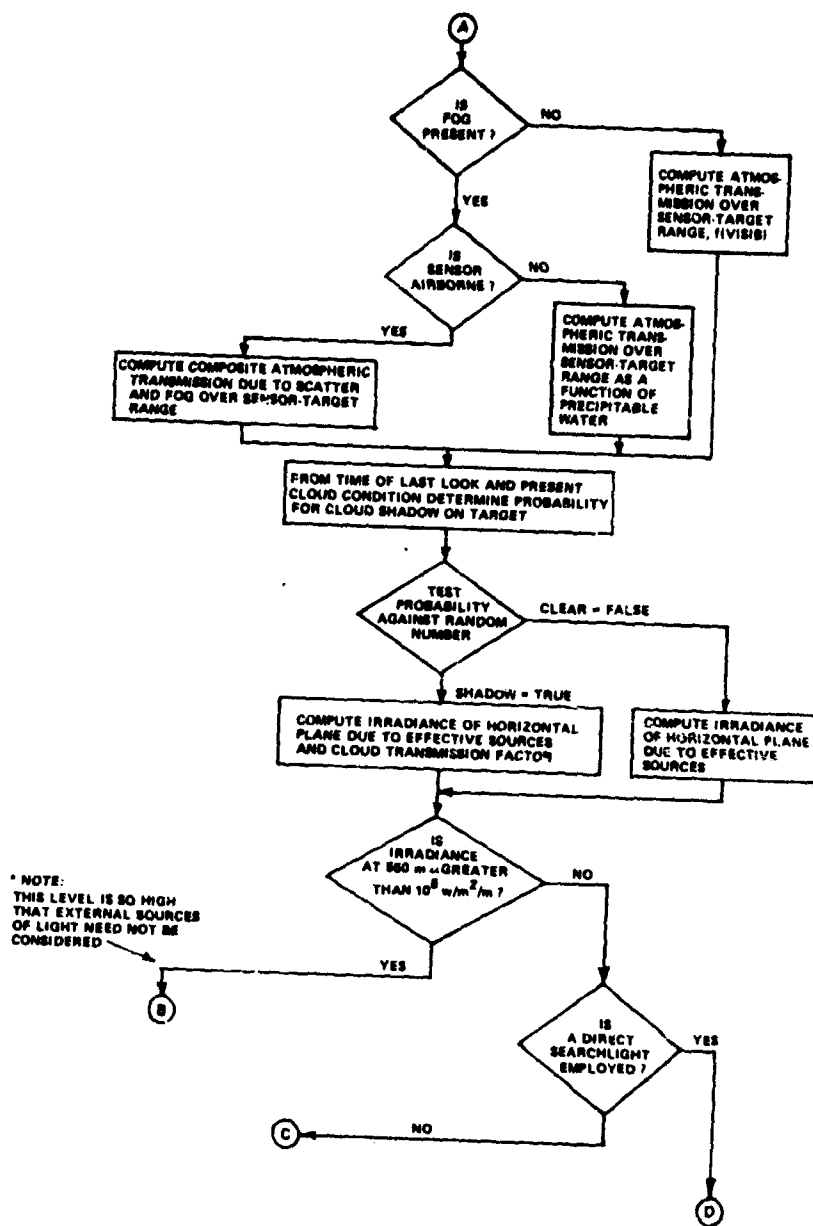 A
IS
FOG
PRESENT ?
NO
YES
COMPUTE ATMOS-
PHERIC TRANS-
MISSION OVER
SENSOR-TARGET
RANGE, f(VISIB)
IS
SENSOR
AIRBORNE ?
NO
YES
COMPUTE ATMOS-
PHERIC TRANS-
MISSION OVER
SENSOR-TARGET
RANGE AS A
FUNCTION OF
PRECIPITABLE
WATER
COMPUTE COMPOSITE ATMOSPHERIC
TRANSMISSION DUE TO SCATTER
AND FOG OVER SENSOR-TARGET
RANGE
FROM TIME OF LAST LOOK AND PRESENT
CLOUD CONDITION DETERMINE PROBABILITY
FOR CLOUD SHADOW ON TARGET
TEST
PROBABILITY
AGAINST RANDOM
NUMBER
CLEAR = FALSE
SHADOW = TRUE
COMPUTE IRRADIANCE OF HORIZONTAL
PLANE DUE TO EFFECTIVE SOURCES
AND CLOUD TRANSMISSION FACTOR
COMPUTE IRRADIANCE
OF HORIZONTAL PLANE
DUE TO EFFECTIVE
SOURCES
IS
IRRADIANCE
AT 550 m GREATER
THAN w/m²/m ?
NO
YES
* NOTE:
THIS LEVEL IS SO HIGH
THAT EXTERNAL SOURCES
OF LIGHT NEED NOT BE
CONSIDERED
B
IS
A DIRECT
SEARCHLIGHT
EMPLOYED ?
YES
NO
C
D